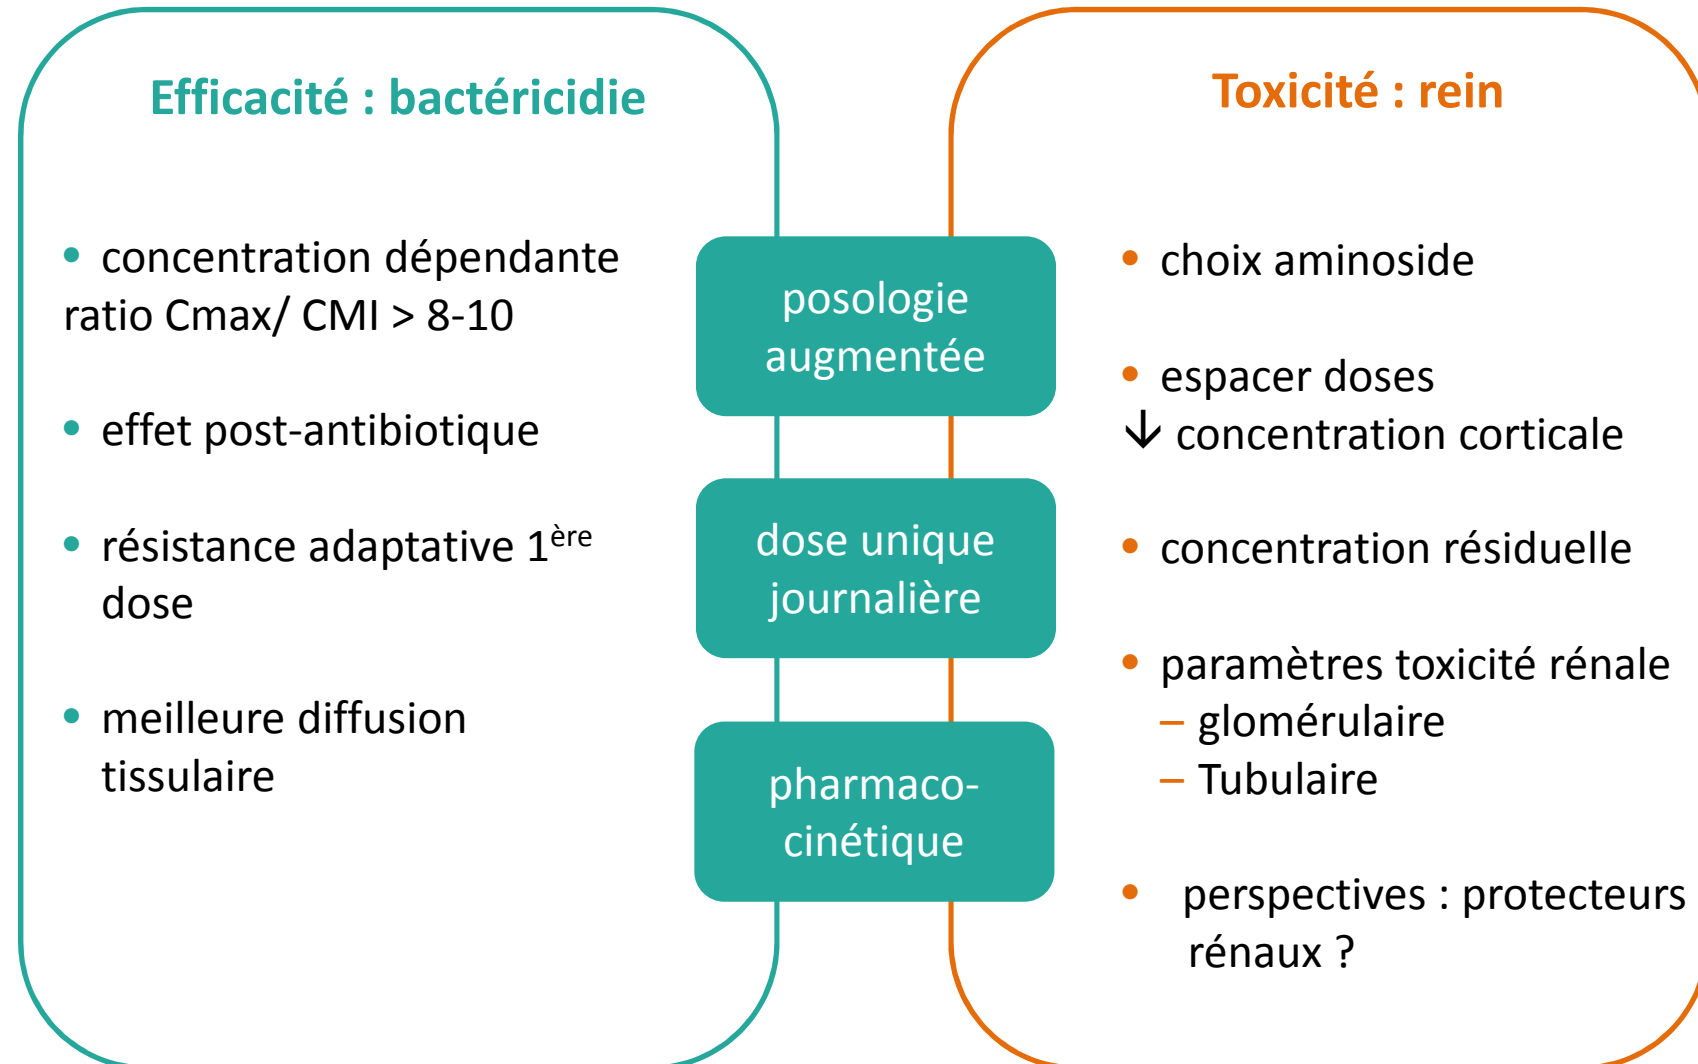 Efficacité : bactéricidie
• concentration dépendante
ratio Cmax/ CMI > 8-10
• effet post-antibiotique
• résistance adaptative 1ère
dose
• meilleure diffusion
tissulaire
posologie
augmentée
dose unique
journalière
pharmaco-
cinétique
Toxicité : rein
• choix aminoside
• espacer doses
↓ concentration corticale
• concentration résiduelle
• paramètres toxicité rénale
– glomérulaire
– Tubulaire
• perspectives : protecteurs
rénaux ?